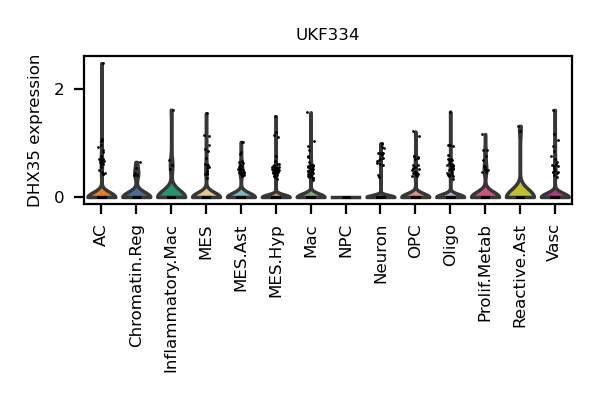 UKF334
DHX35 expression
2
0
AC
Chromatin.Reg
Inflammatory.Mac
MES
MES.Ast
MES.Hyp
Mac
NPC
Neuron
OPC
Oligo
Prolif.Metab
Reactive.Ast
Vasc